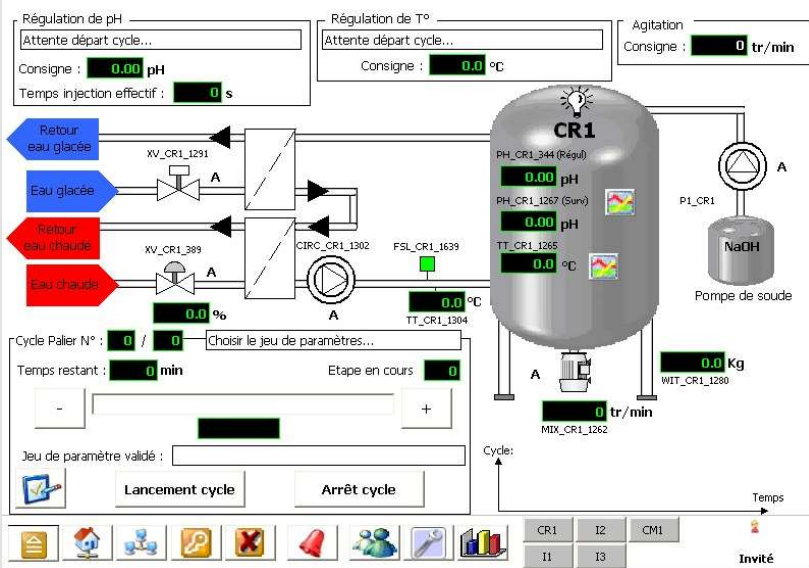 Régulation de pH
Attente départ cycle...
Consigne : 0.00 pH
Temps injection effectif : 0 s
Régulation de T°
Attente départ cycle...
Consigne : 0.0 °C
Agitation
Consigne : 0 tr/min
Retour
eau glacée
XV_CR1_1291
A
Eau glacée
Retour
eau chaude
XV_CR1_389
A
Eau chaude
0.0 %
CIRC_CR1_1302
A
FSL_CR1_1639
0.0 °C
TT_CR1_1304
CR1
PH_CR1_344 (Régul)
0.00 pH
PH_CR1_1267 (Surv)
0.00 pH
TT_CR1_1265
0.0 °C
A
P1_CR1
NaOH
Pompe de soude
A
0 tr/min
MIX_CR1_1262
0.0 Kg
WIT_CR1_1280
Cycle Palier N° : 0 / 0 Choisir le jeu de paramètres...
Temps restant : 0 min Etape en cours 0
- +
Jeu de paramètre validé :
Lancement cycle Arrêt cycle
Cycle:
Temps
CR1 I2 CM1
I1 I3
Invité